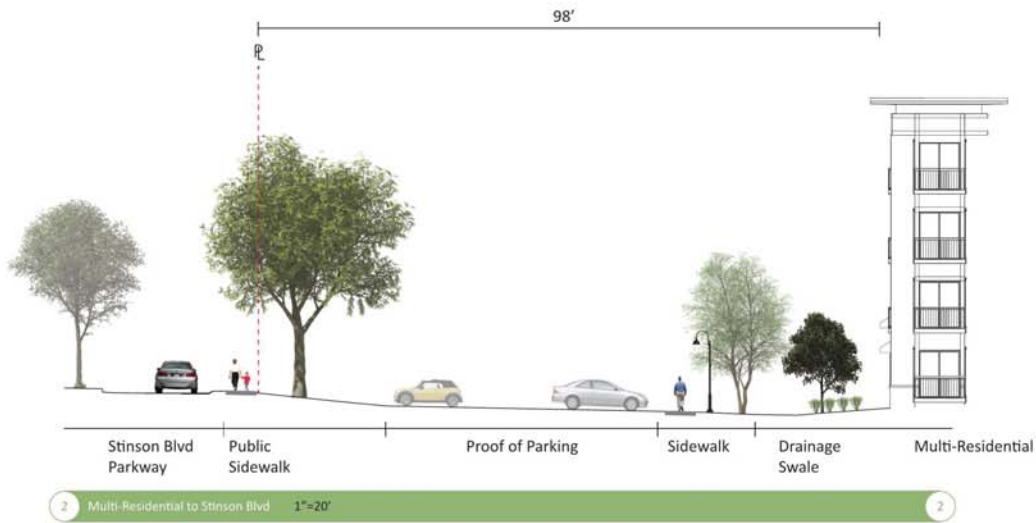 98’
PL
Stinson Blvd
Parkway
Public
Sidewalk
Proof of Parking
Sidewalk
Drainage
Swale
Multi-Residential
2 Multi-Residential to Stinson Blvd 1"=20' 2